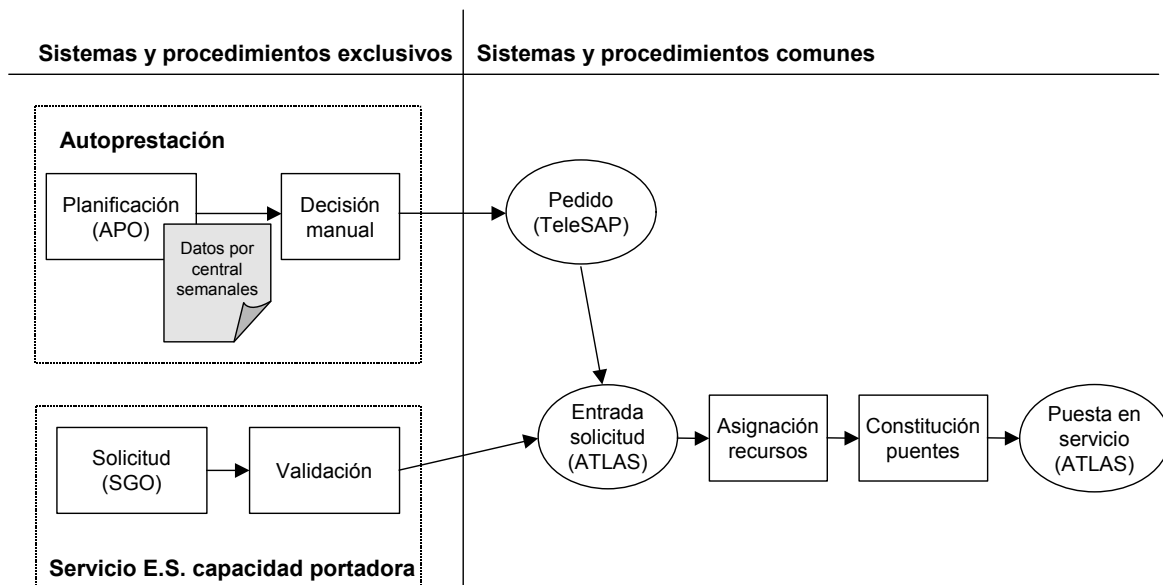 Sistemas y procedimientos exclusivos
Sistemas y procedimientos comunes
Autoprestación
Planificación
(APO)
Datos por
central
semanales
Decisión
manual
Pedido
(TeleSAP)
Solicitud
(SGO)
Validación
Entrada
solicitud
(ATLAS)
Asignación
recursos
Constitución
puentes
Puesta en
servicio
(ATLAS)
Servicio E.S. capacidad portadora